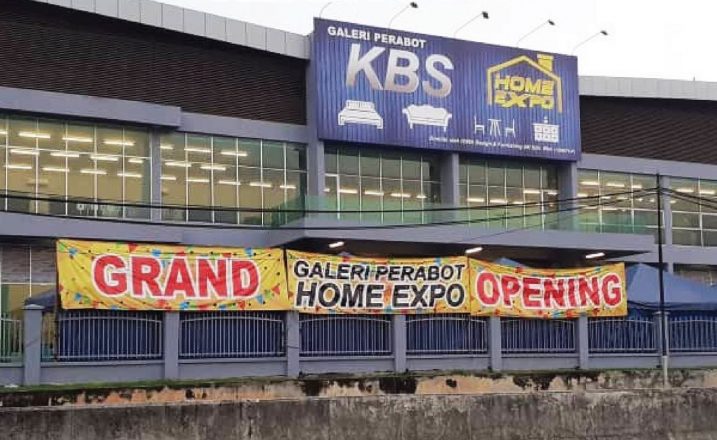 GALERI PERABOT
KBS
HOME
EXPO
GRAND
GALERI PERABOT
HOME EXPO
OPENING